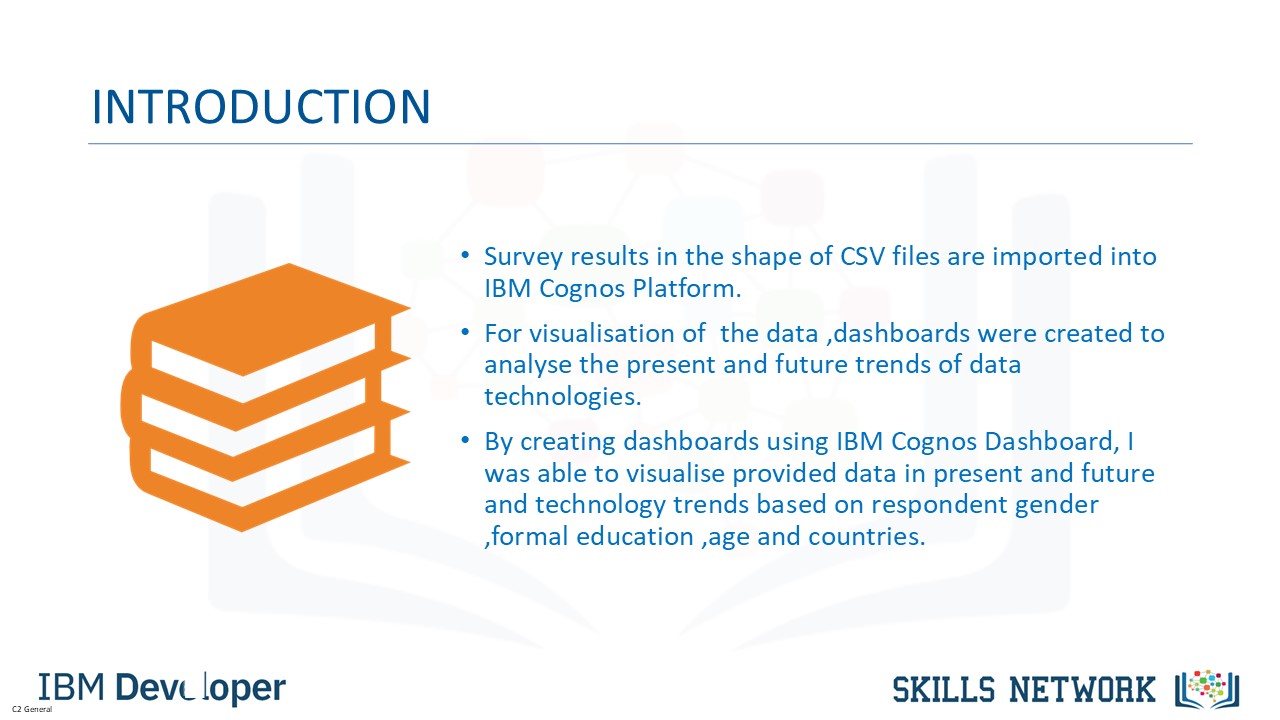 INTRODUCTION
• Survey results in the shape of CSV files are imported into
IBM Cognos Platform.
• For visualisation of  the data ,dashboards were created to
analyse the present and future trends of data
technologies.
• By creating dashboards using IBM Cognos Dashboard, I
was able to visualise provided data in present and future
and technology trends based on respondent gender
,formal education ,age and countries.
IBM Developer
SKILLS NETWORK
C2 General